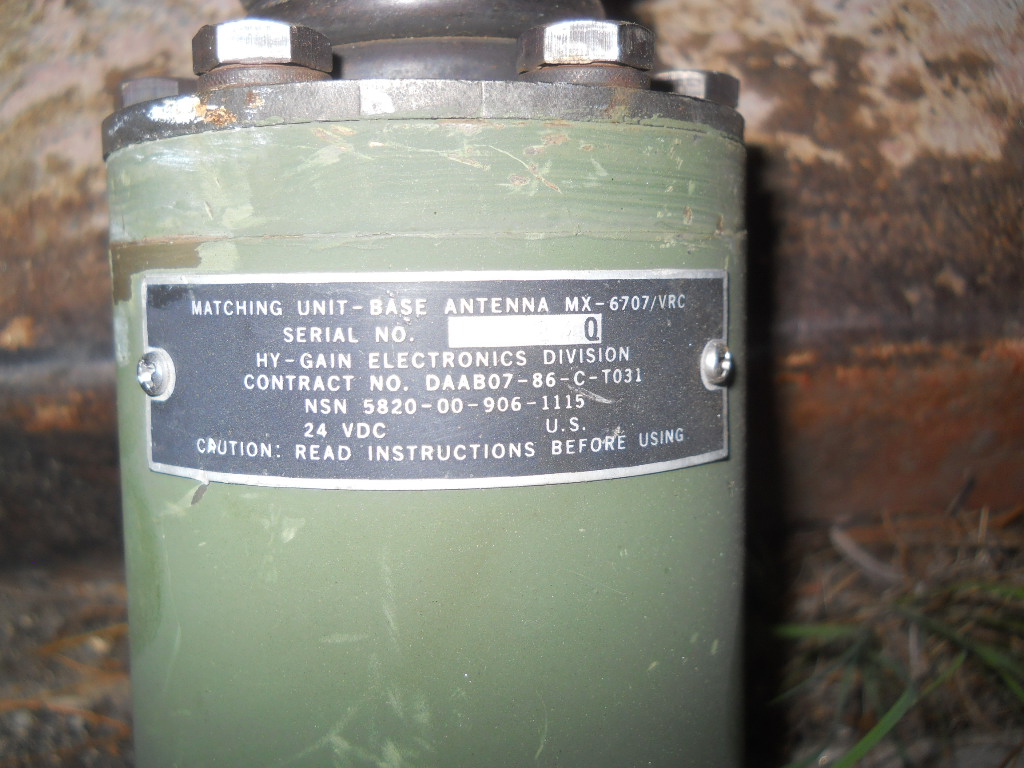 MATCHING UNIT-BASE ANTENNA MX-6707/VRC
SERIAL NO. Q
HY-GAIN ELECTRONICS DIVISION
CONTRACT NO. DAAB07-86-C-T031
NSN 5820-00-906-1115
24 VDC U.S.
CAUTION: READ INSTRUCTIONS BEFORE USING